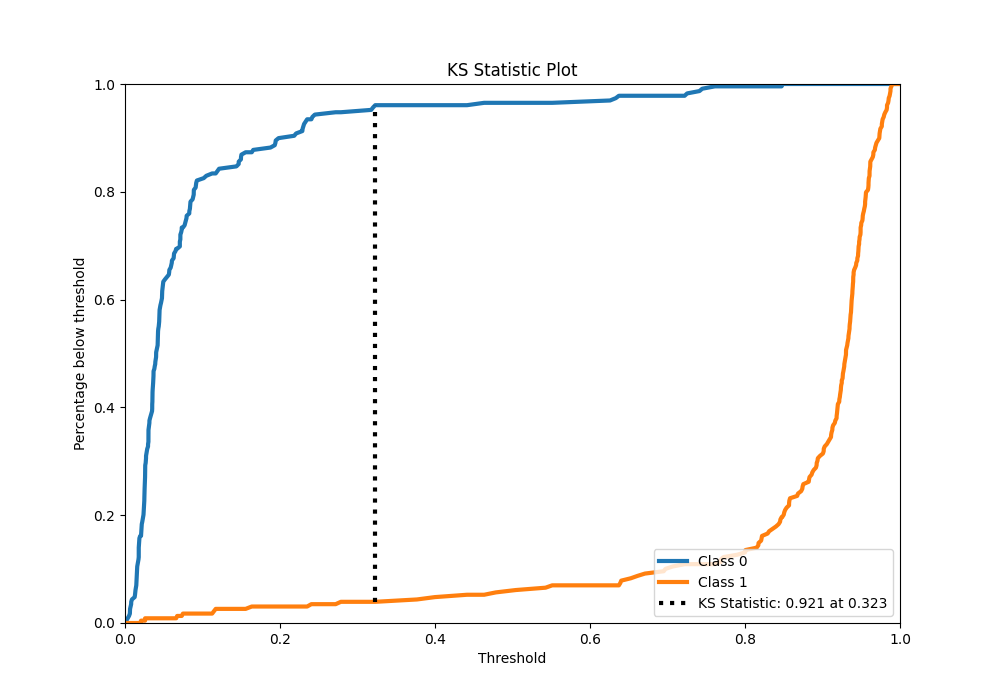 KS Statistic Plot
Percentage below threshold
1.0
0.8
0.6
0.4
0.2
0.0
0.0 0.2 0.4 0.6 0.8 1.0
Threshold
Class 0
Class 1
KS Statistic: 0.921 at 0.323